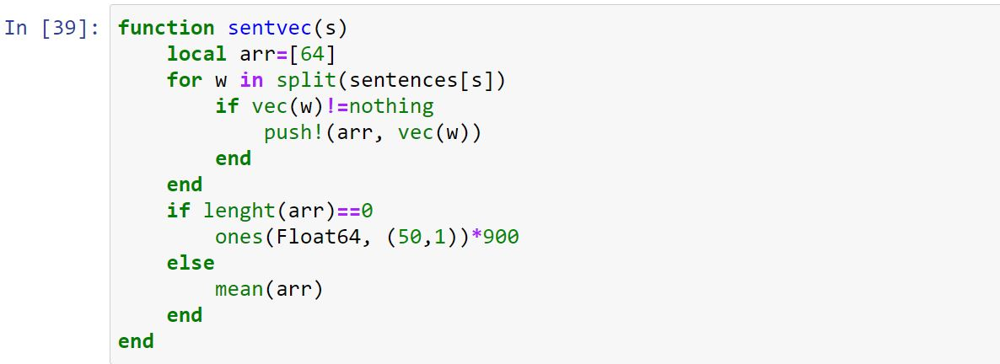 In [39]: function sentvec(s)
    local arr=[64]
    for w in split(sentences[s])
        if vec(w)!=nothing
            push!(arr, vec(w))
        end
    end
    if lenght(arr)==0
        ones(Float64, (50,1))*900
    else
        mean(arr)
    end
end